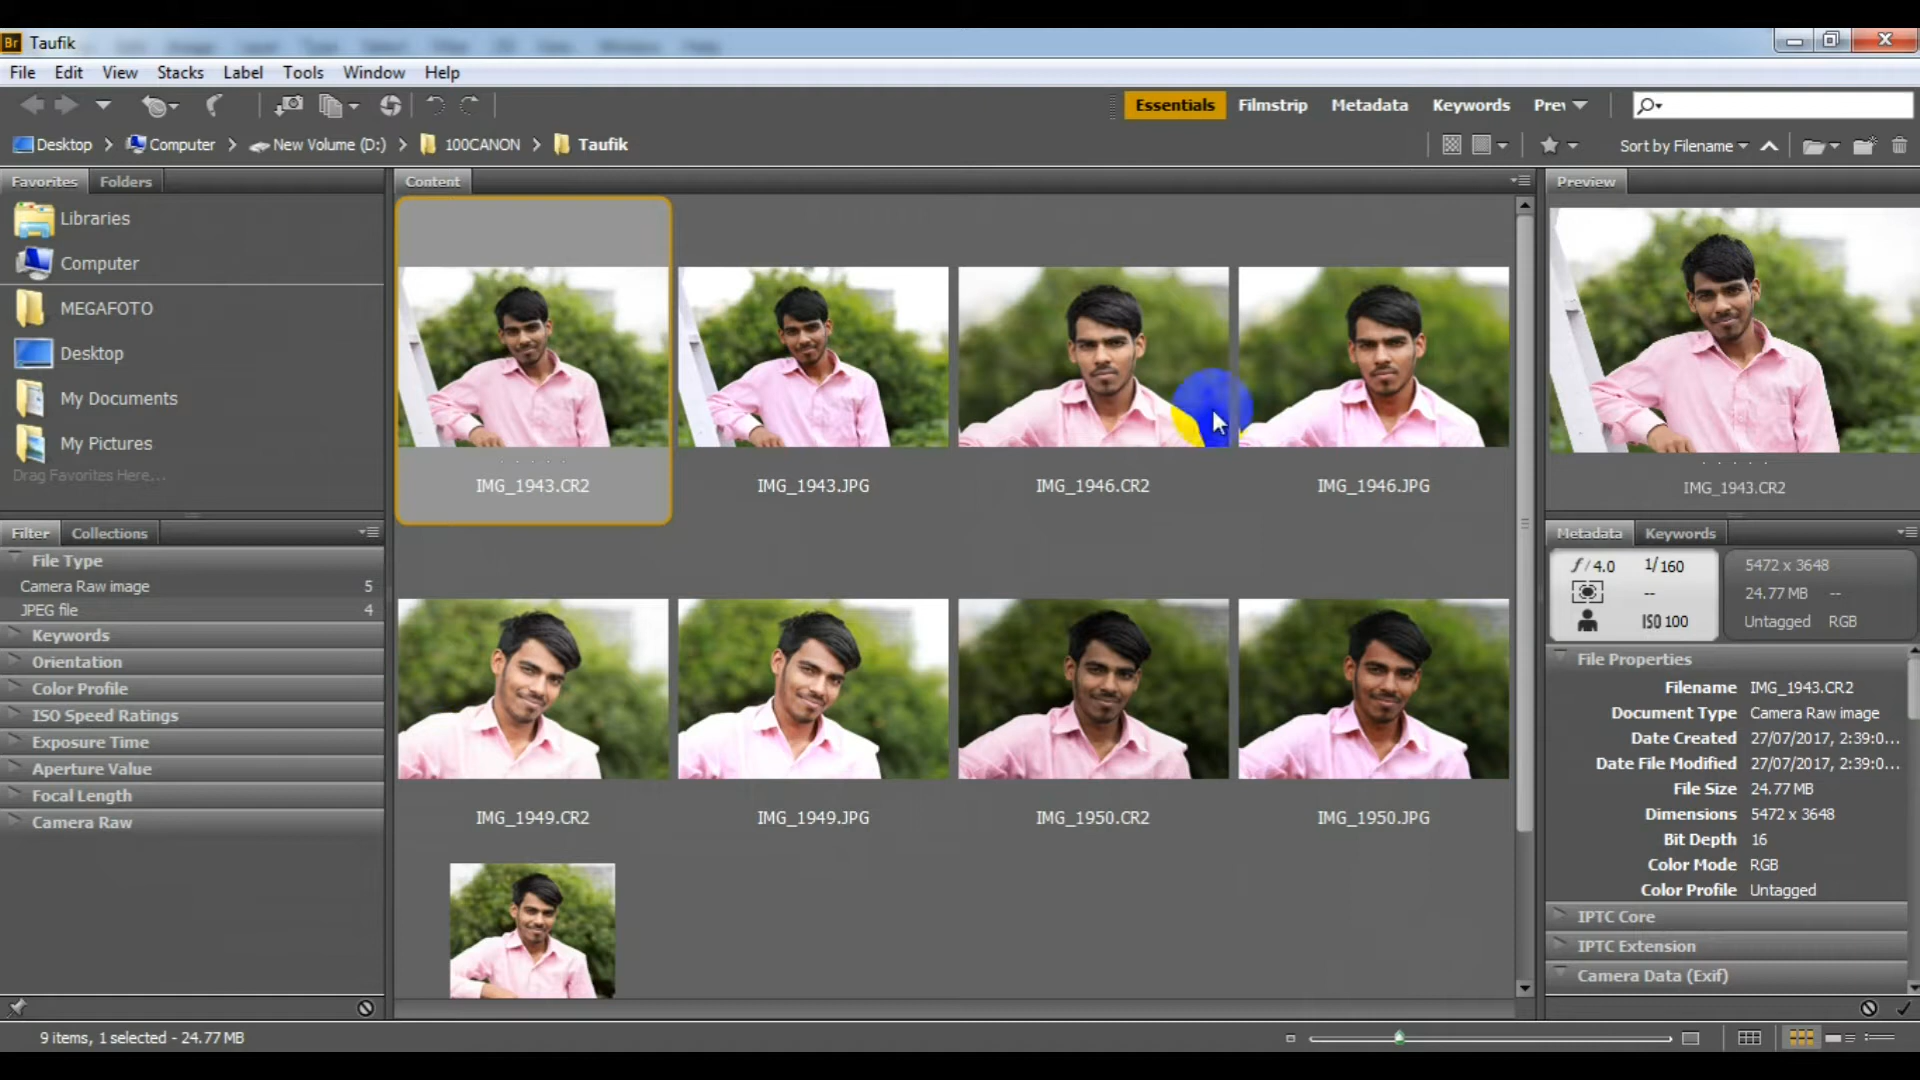 Br Taufik
File Edit View Stacks Label Tools Window Help
Essentials Filmstrip Metadata Keywords Prev
Desktop Computer New Volume (D:) 100CANON Taufik
Sort by Filename
Favorites Folders
Libraries
Computer
MEGAFOTO
Desktop
My Documents
My Pictures
Drag Favorites Here...
Filter Collections
File Type
Camera Raw image 5
JPEG file 4
Keywords
Orientation
Color Profile
ISO Speed Ratings
Exposure Time
Aperture Value
Focal Length
Camera Raw
Content
IMG_1943.CR2 IMG_1943.JPG IMG_1946.CR2 IMG_1946.JPG
IMG_1949.CR2 IMG_1949.JPG IMG_1950.CR2 IMG_1950.JPG
Preview
IMG_1943.CR2
Metadata Keywords
f/4.0 1/160 5472 x 3648
-- 24.77 MB --
ISO 100 Untagged RGB
File Properties
Filename IMG_1943.CR2
Document Type Camera Raw image
Date Created 27/07/2017, 2:39:0...
Date File Modified 27/07/2017, 2:39:0...
File Size 24.77 MB
Dimensions 5472 x 3648
Bit Depth 16
Color Mode RGB
Color Profile Untagged
IPTC Core
IPTC Extension
Camera Data (Exif)
9 items, 1 selected - 24.77 MB